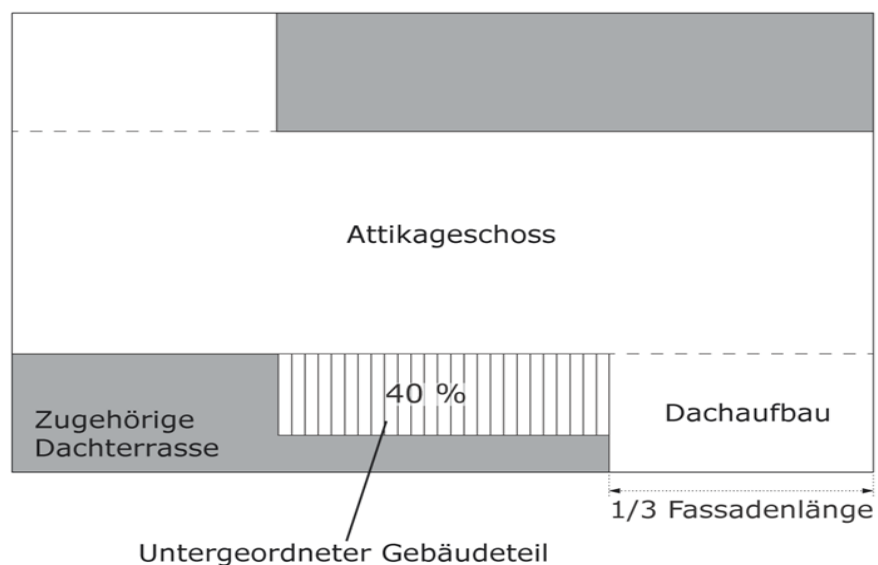 Attikageschoss
40 %
Zugehörige
Dachterrasse
Dachaufbau
1/3 Fassadenlänge
Untergeordneter Gebäudeteil